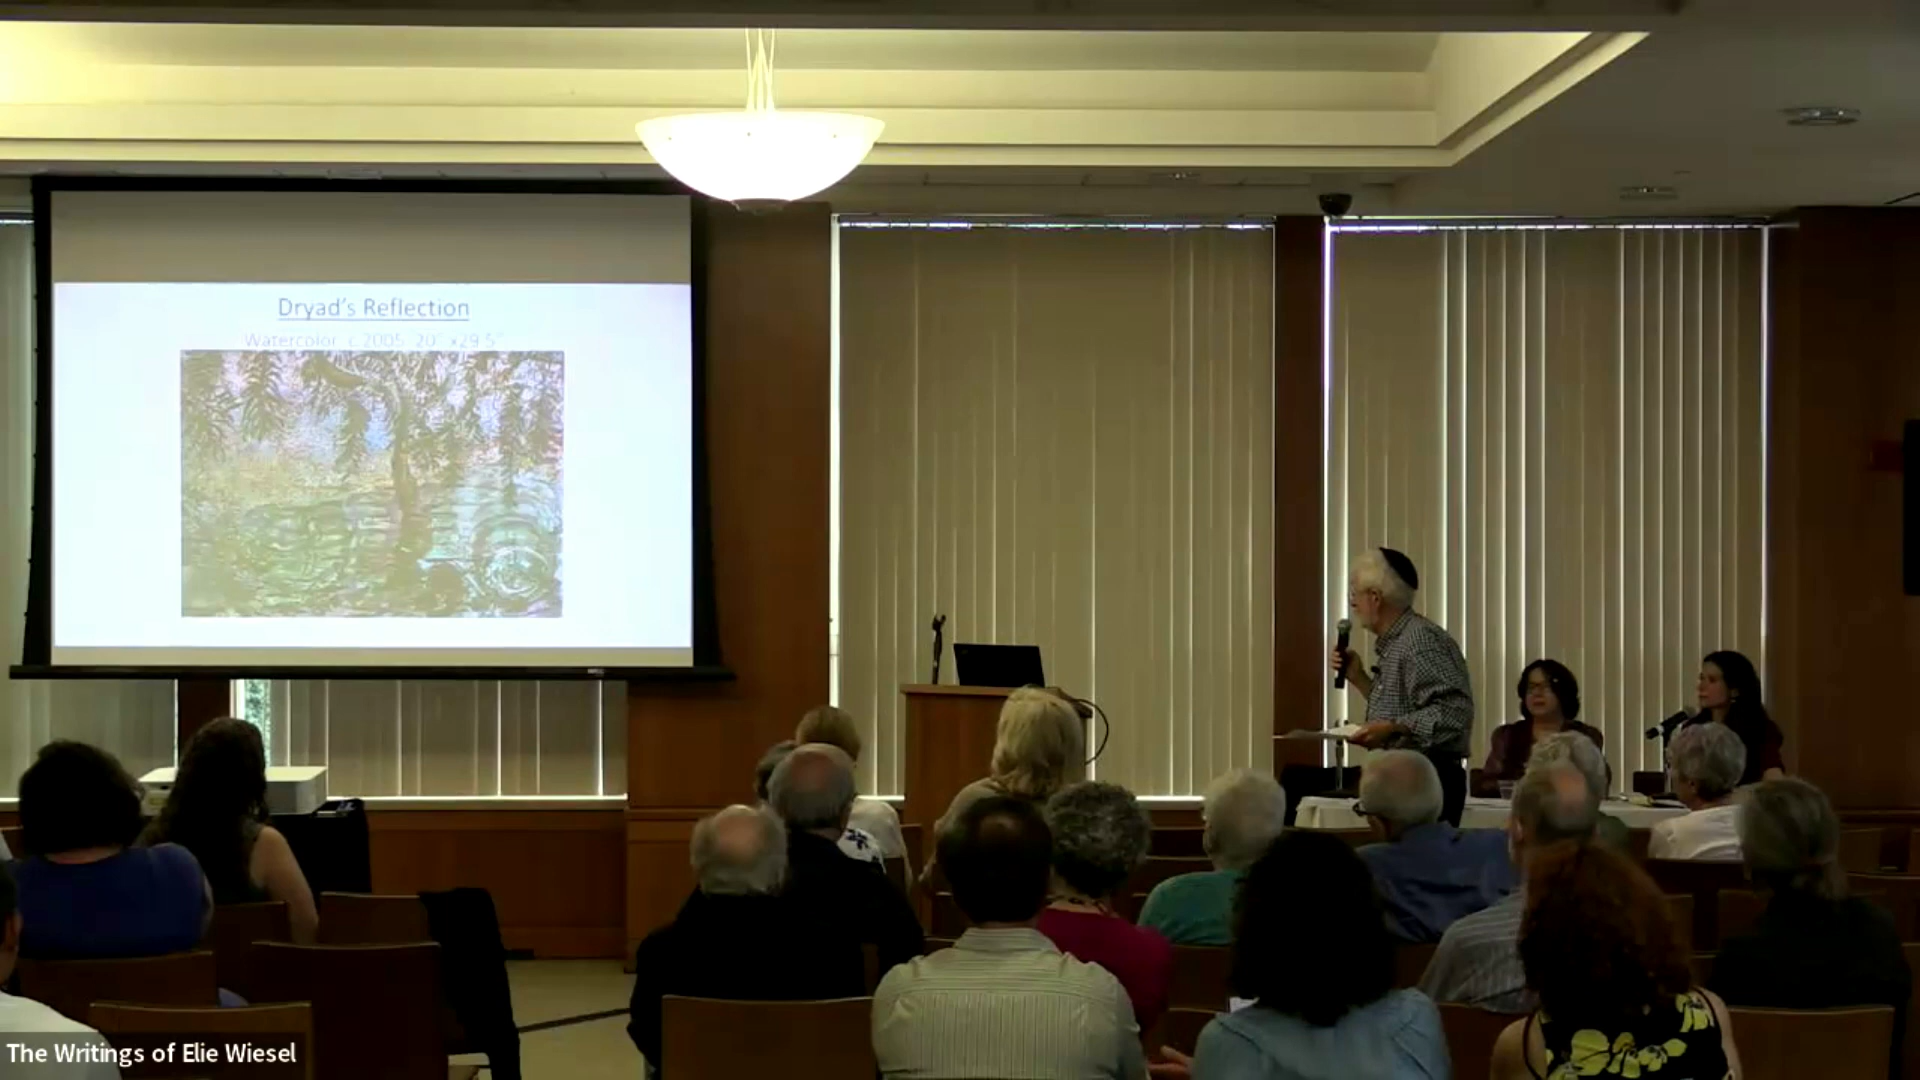 Dryad's Reflection
Watercolor, c.2005, 20" x29.5"
The Writings of Elie Wiesel